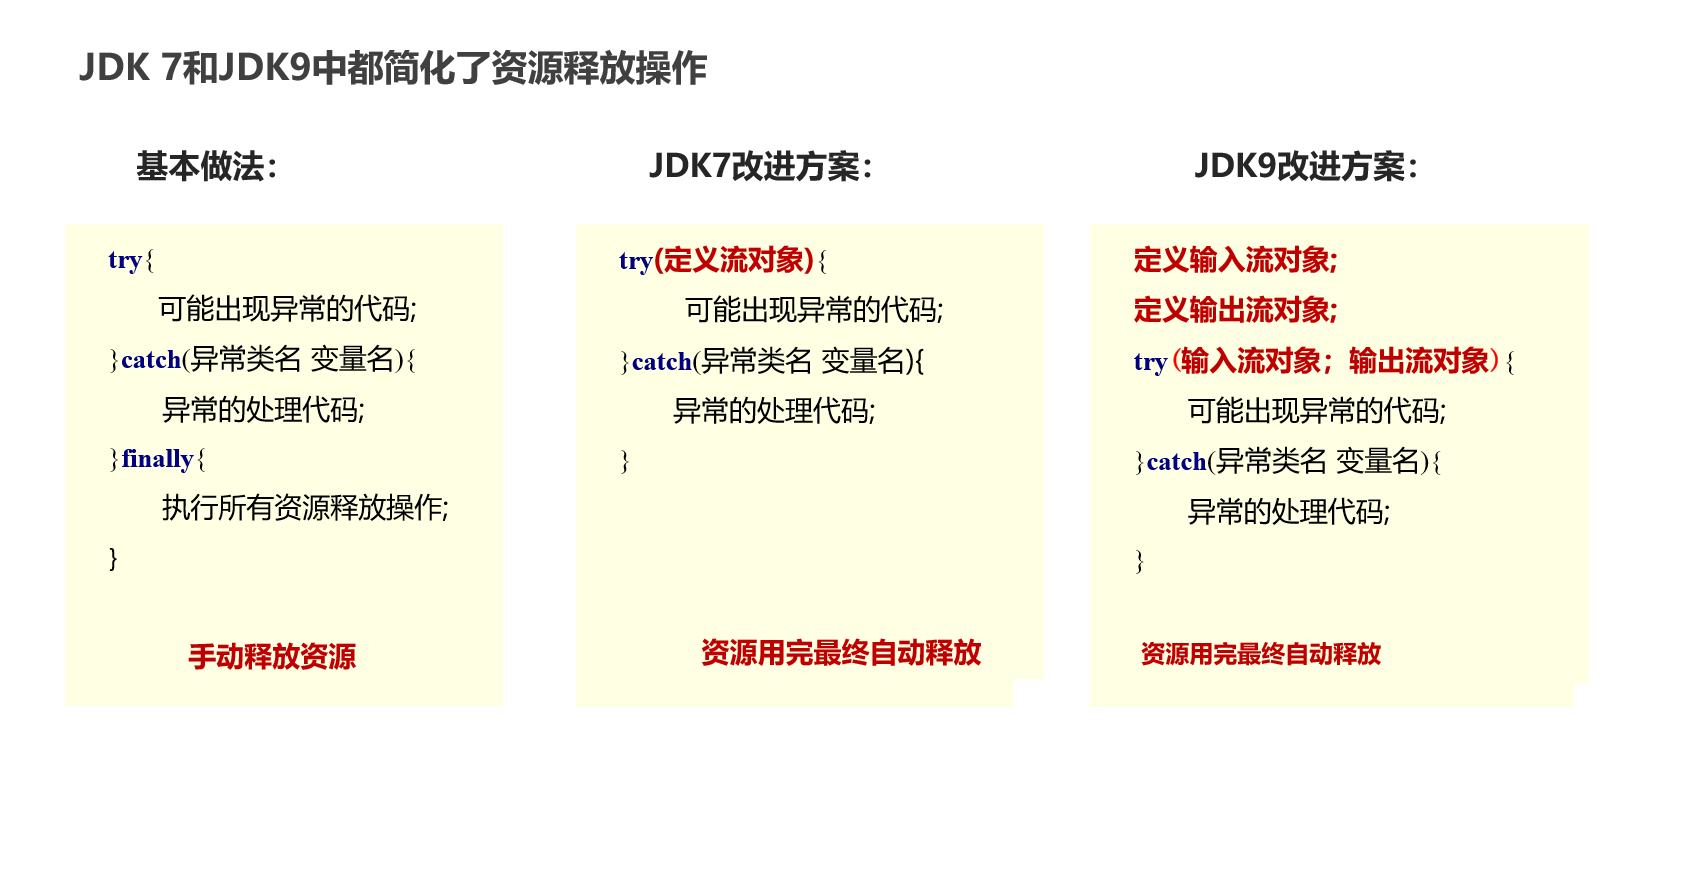 JDK 7和JDK9中都简化了资源释放操作
基本做法：
try{
可能出现异常的代码;
}catch(异常类名 变量名){
异常的处理代码;
}finally{
执行所有资源释放操作;
}
手动释放资源
JDK7改进方案：
try(定义流对象){
可能出现异常的代码;
}catch(异常类名 变量名){
异常的处理代码;
}
资源用完最终自动释放
JDK9改进方案：
定义输入流对象;
定义输出流对象;
try(输入流对象；输出流对象){
可能出现异常的代码;
}catch(异常类名 变量名){
异常的处理代码;
}
资源用完最终自动释放